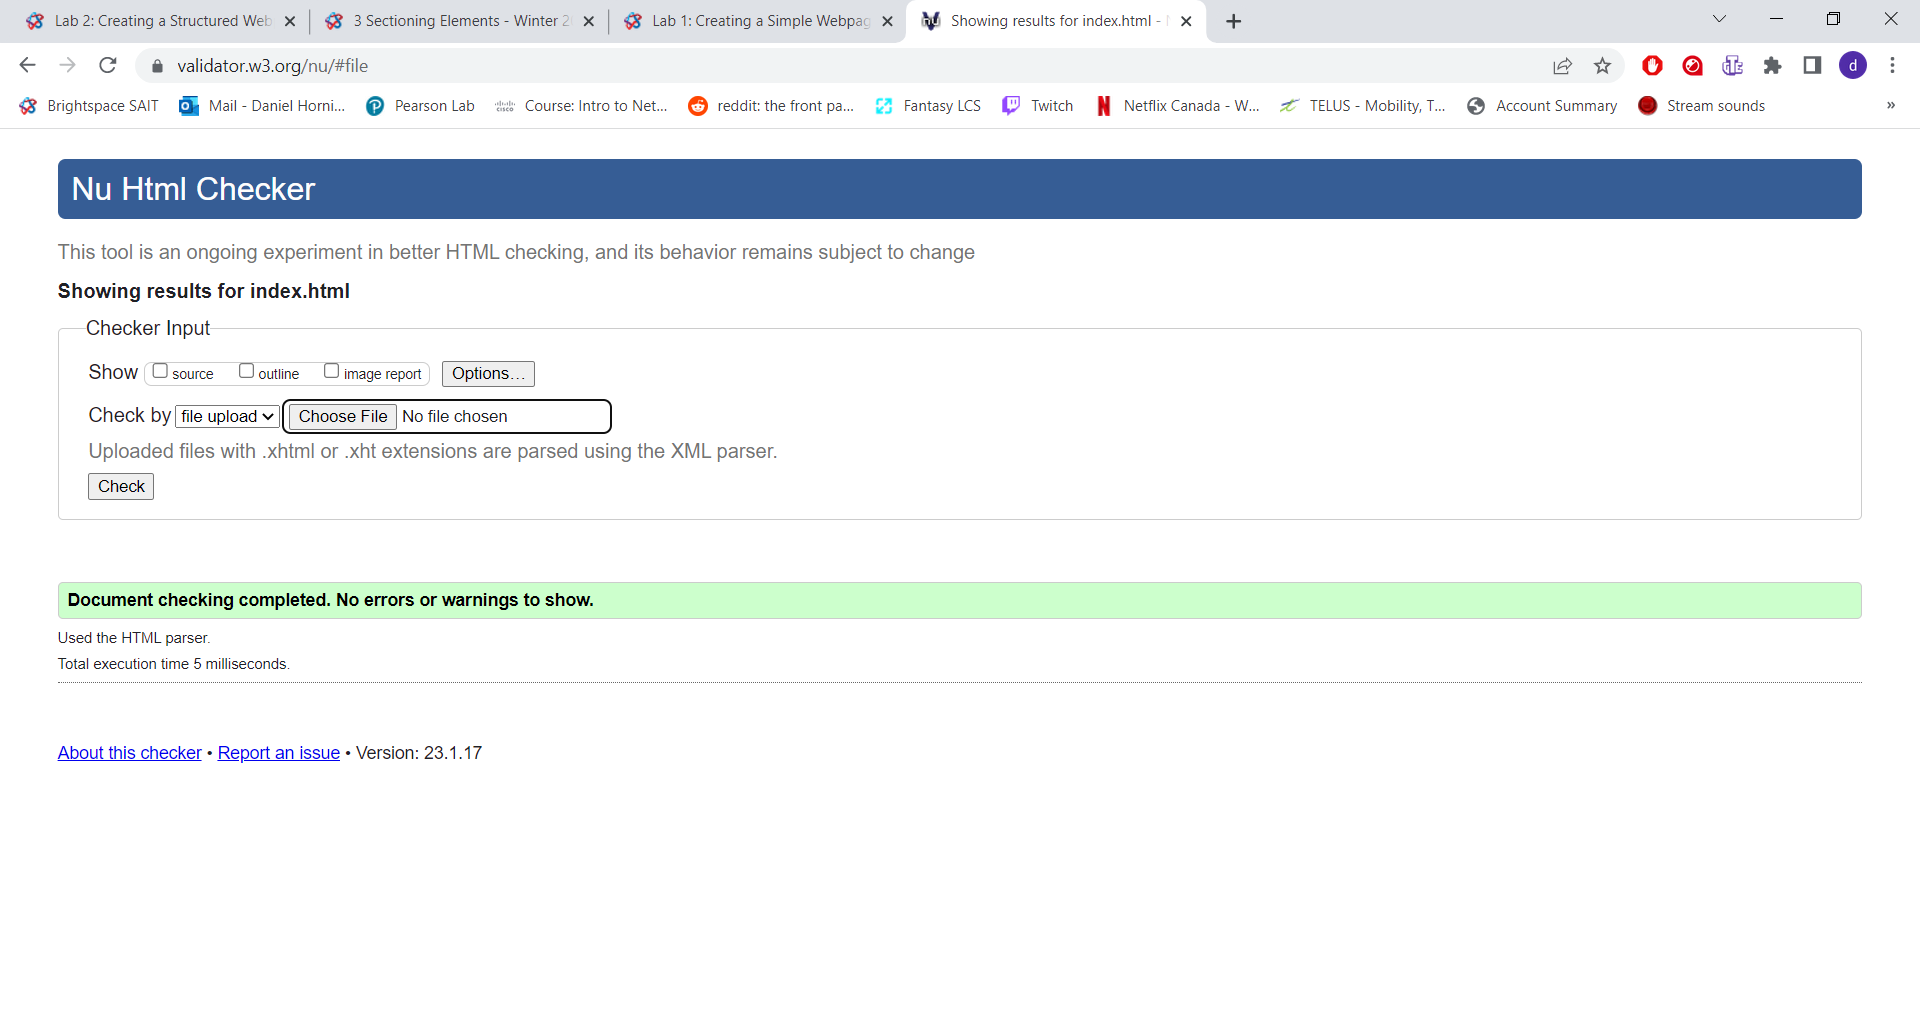 Lab 2: Creating a Structured Web
3 Sectioning Elements - Winter 2
Lab 1: Creating a Simple Webpag
Showing results for index.html -
validator.w3.org/nu/#file
d
Brightspace SAIT Mail - Daniel Horni... Pearson Lab Course: Intro to Net... reddit: the front pa... Fantasy LCS Twitch Netflix Canada - W... TELUS - Mobility, T... Account Summary Stream sounds »
Nu Html Checker
This tool is an ongoing experiment in better HTML checking, and its behavior remains subject to change
Showing results for index.html
Checker Input
Show source outline image report Options...
Check by file upload Choose File No file chosen
Uploaded files with .xhtml or .xht extensions are parsed using the XML parser.
Check
Document checking completed. No errors or warnings to show.
Used the HTML parser.
Total execution time 5 milliseconds.
About this checker • Report an issue • Version: 23.1.17